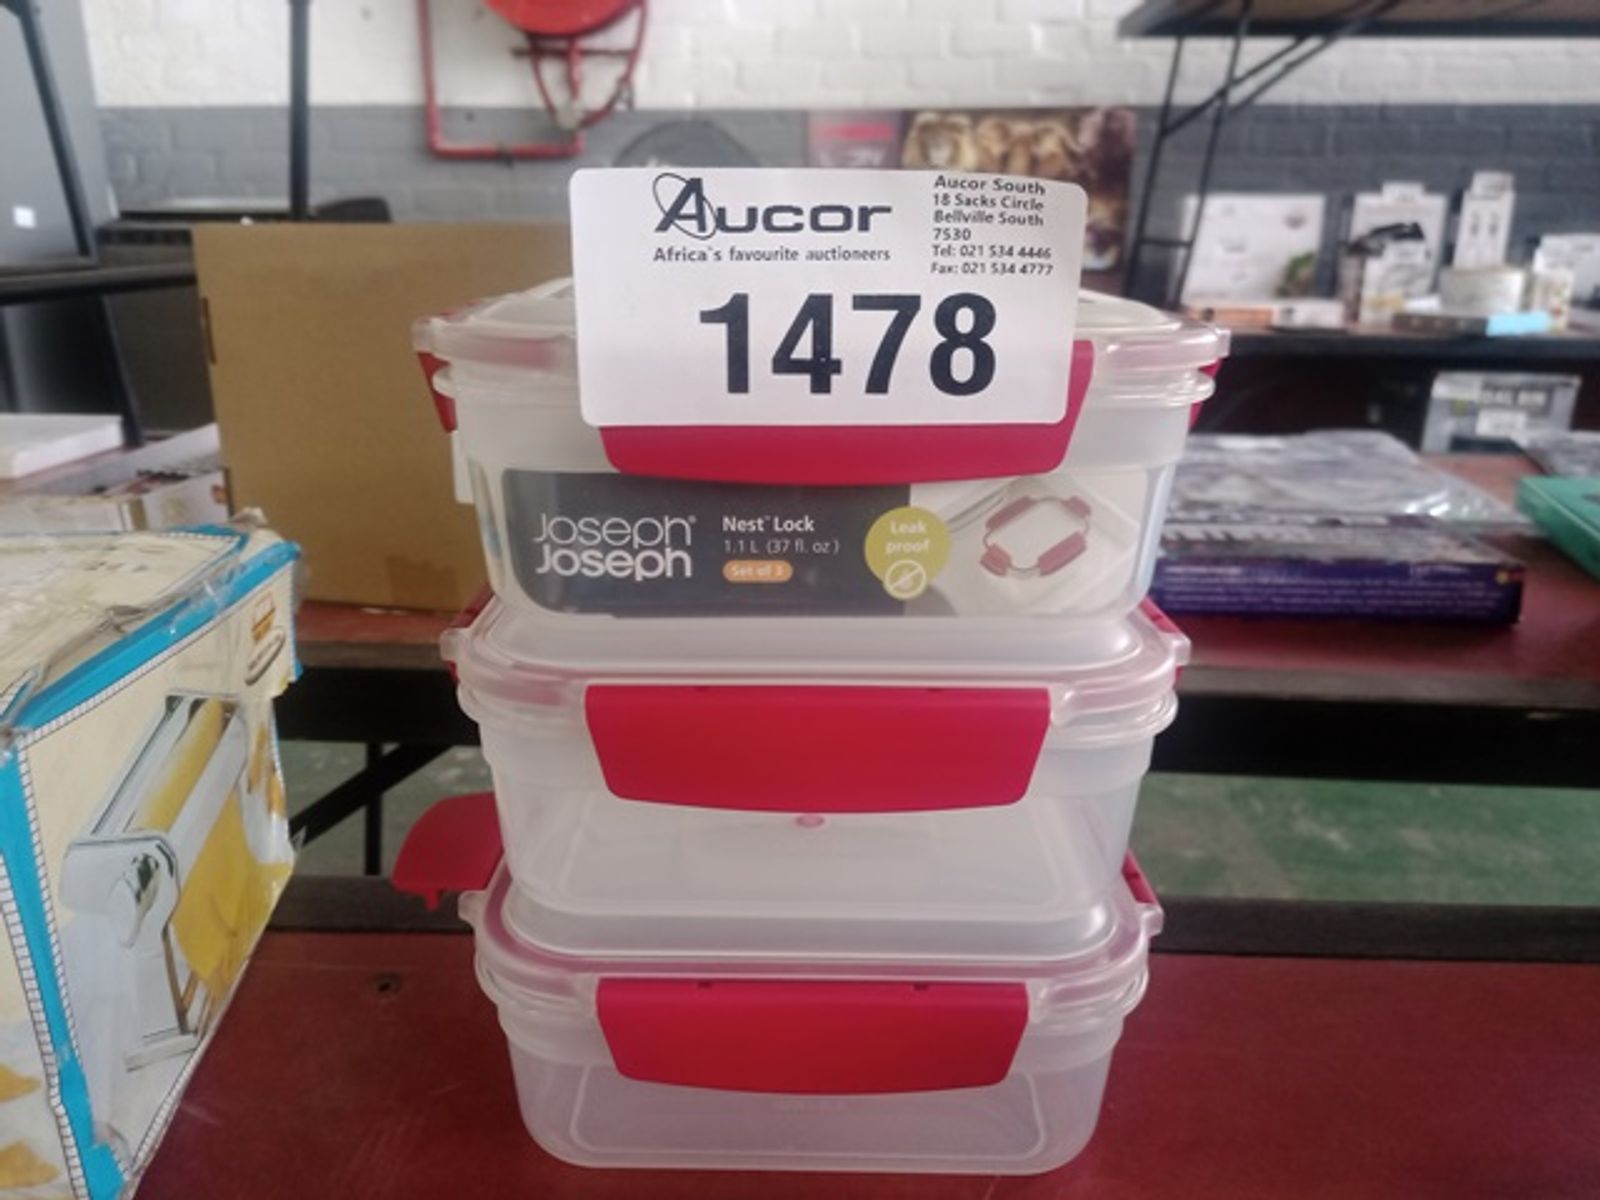 Aucor
Africa's favourite auctioneers
Aucor South
18 Sacks Circle
Bellville South
7530
Tel: 021 534 4446
Fax: 021 534 4777
1478
Joseph®
Joseph
Nest™ Lock
1.1 L (37 fl. oz)
Set of 3
Leak
proof